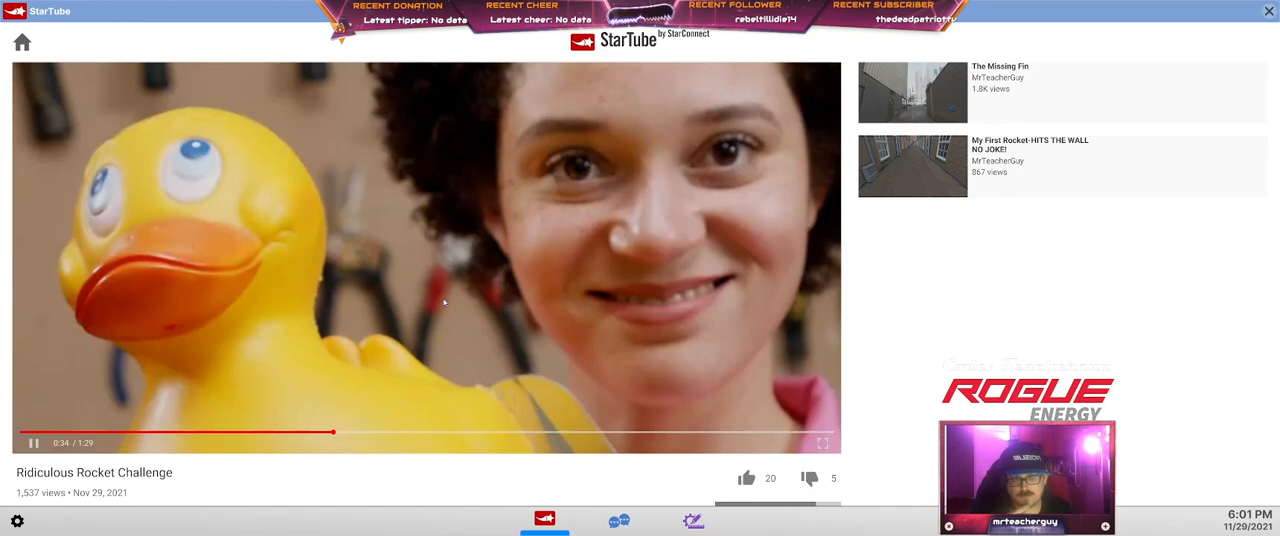 StarTube
RECENT DONATION
Latest tipper: No data
RECENT CHEER
Latest cheer: No data
RECENT FOLLOWER
rebeltillidie14
RECENT SUBSCRIBER
thedeadpatriottv
StarTube by StarConnect
The Missing Fin
MrTeacherGuy
1.8K views
My First Rocket-HITS THE WALL
NO JOKE!
MrTeacherGuy
867 views
0:34 / 1:29
Ridiculous Rocket Challenge
20
5
1,537 views • Nov 29, 2021
ROGUE
ENERGY
mrteacherguy
6:01 PM
11/29/2021